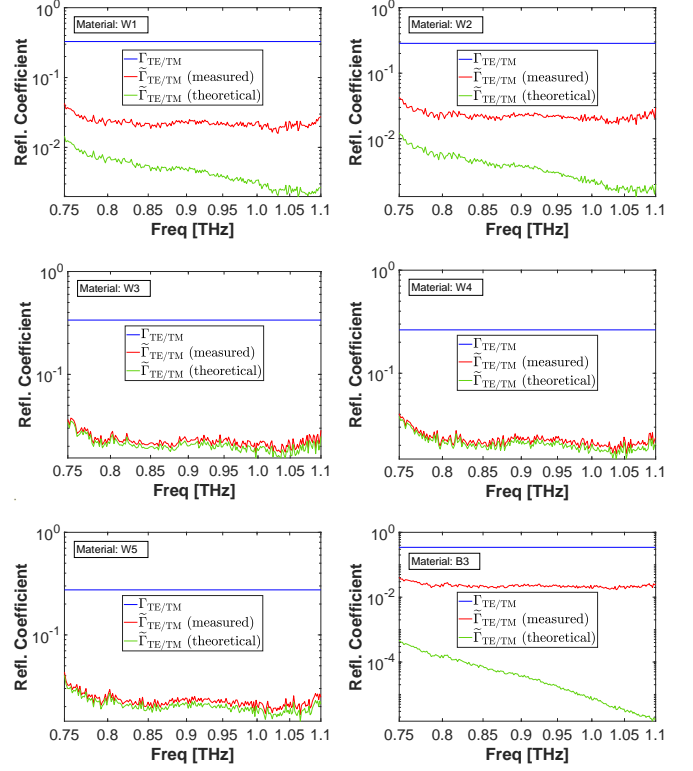 Material: W1
Γ_TE/TM
Γ̃_TE/TM (measured)
Γ̃_TE/TM (theoretical)
10^0
10^-1
10^-2
Refl. Coefficient
0.75 0.8 0.85 0.9 0.95 1.0 1.05 1.1
Freq [THz]
Material: W2
Γ_TE/TM
Γ̃_TE/TM (measured)
Γ̃_TE/TM (theoretical)
10^0
10^-1
10^-2
Refl. Coefficient
0.75 0.8 0.85 0.9 0.95 1.0 1.05 1.1
Freq [THz]
Material: W3
Γ_TE/TM
Γ̃_TE/TM (measured)
Γ̃_TE/TM (theoretical)
10^0
10^-1
Refl. Coefficient
0.75 0.8 0.85 0.9 0.95 1.0 1.05 1.1
Freq [THz]
Material: W4
Γ_TE/TM
Γ̃_TE/TM (measured)
Γ̃_TE/TM (theoretical)
10^0
10^-1
Refl. Coefficient
0.75 0.8 0.85 0.9 0.95 1.0 1.05 1.1
Freq [THz]
Material: W5
Γ_TE/TM
Γ̃_TE/TM (measured)
Γ̃_TE/TM (theoretical)
10^0
10^-1
Refl. Coefficient
0.75 0.8 0.85 0.9 0.95 1.0 1.05 1.1
Freq [THz]
Material: B3
Γ_TE/TM
Γ̃_TE/TM (measured)
Γ̃_TE/TM (theoretical)
10^0
10^-2
10^-4
Refl. Coefficient
0.75 0.8 0.85 0.9 0.95 1.0 1.05 1.1
Freq [THz]